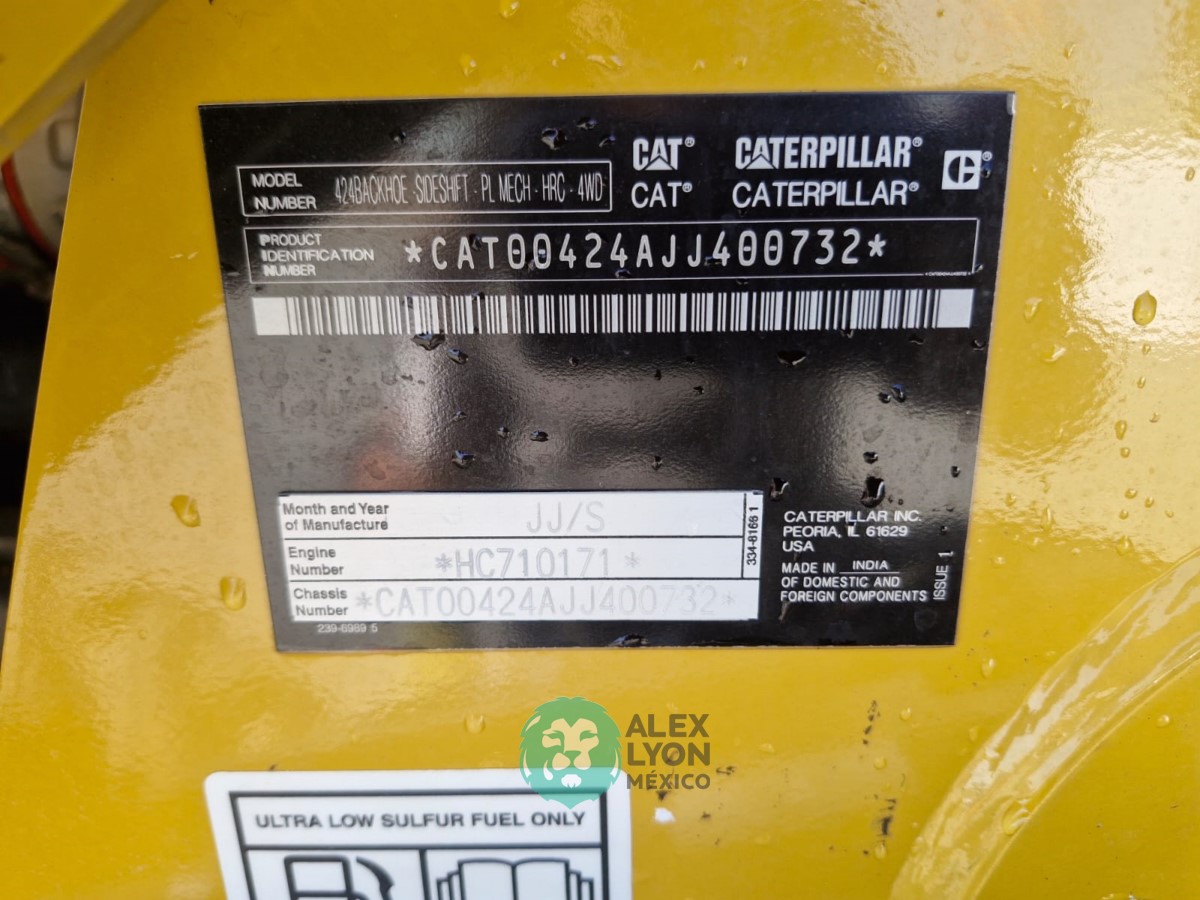 CAT® CATERPILLAR®
CAT® CATERPILLAR®
MODEL NUMBER 424BACKHOE - SIDESHIFT - PL MECH - HRC - 4WD
PRODUCT IDENTIFICATION NUMBER *CAT00424AJJ400732*
Month and Year of Manufacture JJ/S
Engine Number *HC710171*
Chassis Number *CAT00424AJJ400732*
334-8166 1
239-6989 5
CATERPILLAR INC.
PEORIA, IL 61629
USA
MADE IN INDIA
OF DOMESTIC AND
FOREIGN COMPONENTS
ISSUE 1
ALEX
LYON
MÉXICO
ULTRA LOW SULFUR FUEL ONLY